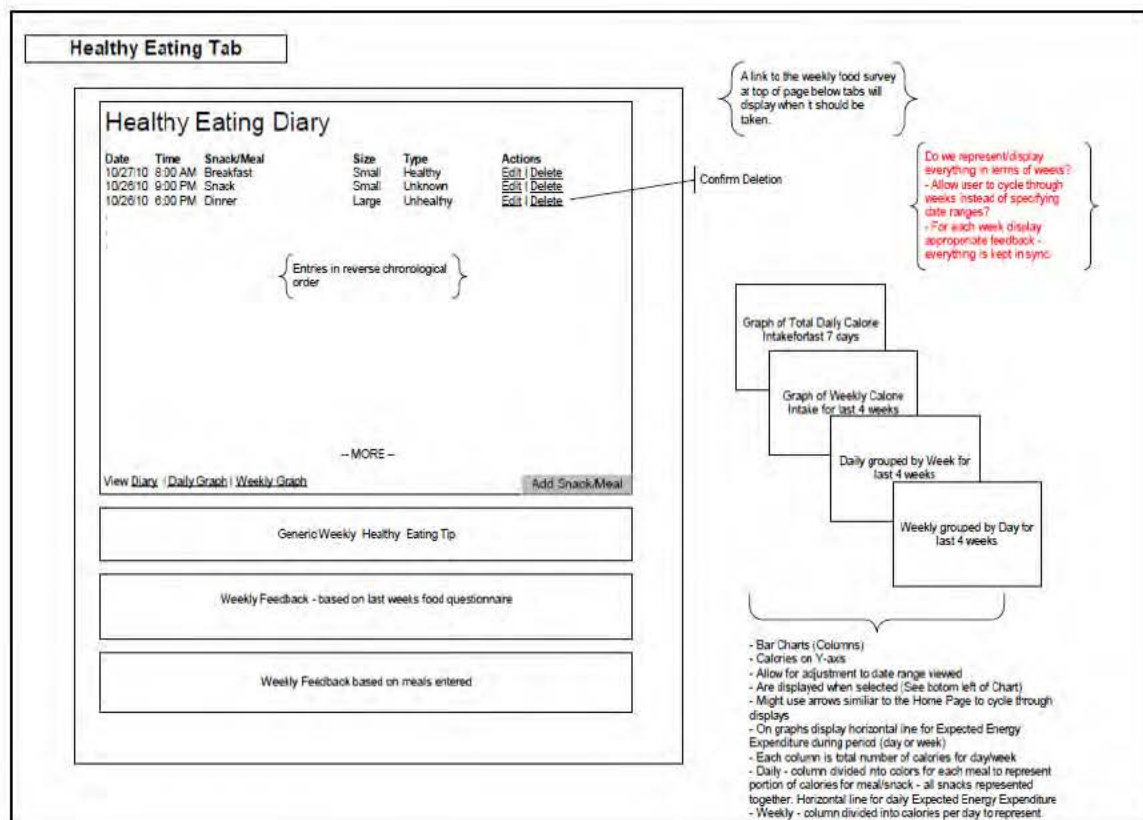 Healthy Eating Tab
Healthy Eating Diary
Date Time Snack/Meal Size Type Actions
10/27/10 8:00 AM Breakfast Small Healthy Edit | Delete
10/26/10 9:00 PM Snack Small Unknown Edit | Delete
10/26/10 6:00 PM Dinner Large Unhealthy Edit | Delete
Entries in reverse chronological
order
-- MORE --
View Diary | Daily Graph | Weekly Graph
Add Snack/Meal
Generic Weekly Healthy Eating Tip
Weekly Feedback - based on last weeks food questionnare
Weekly Feedback based on meals entered
A link to the weekly food survey
at top of page below tabs will
display when it should be
taken.
Confirm Deletion
Do we represent/display
everything in terms of weeks?
- Allow user to cycle through
weeks instead of specifying
date ranges?
- For each week display
appropriate feedback -
everything is kept in sync.
Graph of Total Daily Calorie
Intakeforlast 7 days
Graph of Weekly Calorie
Intake for last 4 weeks
Daily grouped by Week for
last 4 weeks
Weekly grouped by Day for
last 4 weeks
- Bar Charts (Columns)
- Calories on Y-axis
- Allow for adjustment to date range viewed
- Are displayed when selected (See botom left of Chart)
- Might use arrows similiar to the Home Page to cycle through
displays
- On graphs display horizontal line for Expected Energy
Expenditure during period (day or week)
- Each column is total number of calories for day/week
- Daily - column divided into colors for each meal to represent
portion of calories for meal/snack - all snacks represented
together. Horizontal line for daily Expected Energy Expenditure
- Weekly - column divided into calories per day to represent